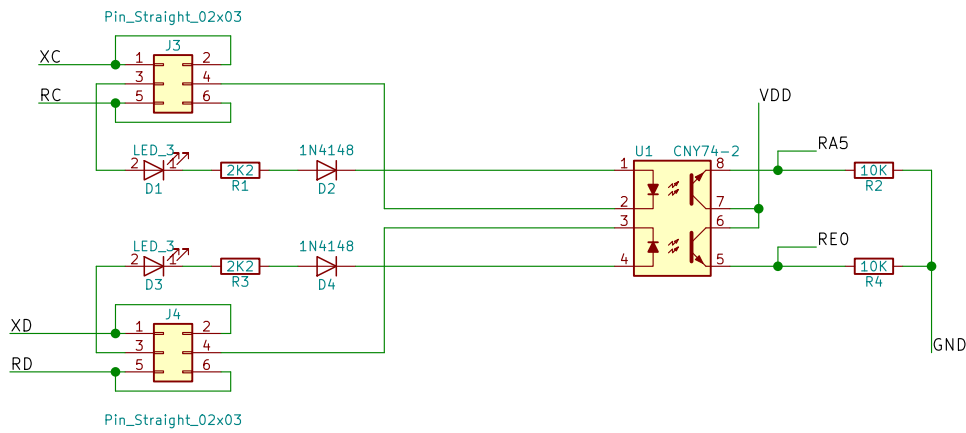 Pin_Straight_02x03
J3
XC 1 2
3 4
RC 5 6
VDD
LED_3 1N4148 U1 CNY74-2 RA5
2 1 2K2 1 8 10K
D1 R1 D2 R2
2 7
3 6
LED_3 1N4148 RE0
2 1 2K2 4 5 10K
D3 R3 D4 R4
J4
XD 1 2
3 4 GND
RD 5 6
Pin_Straight_02x03